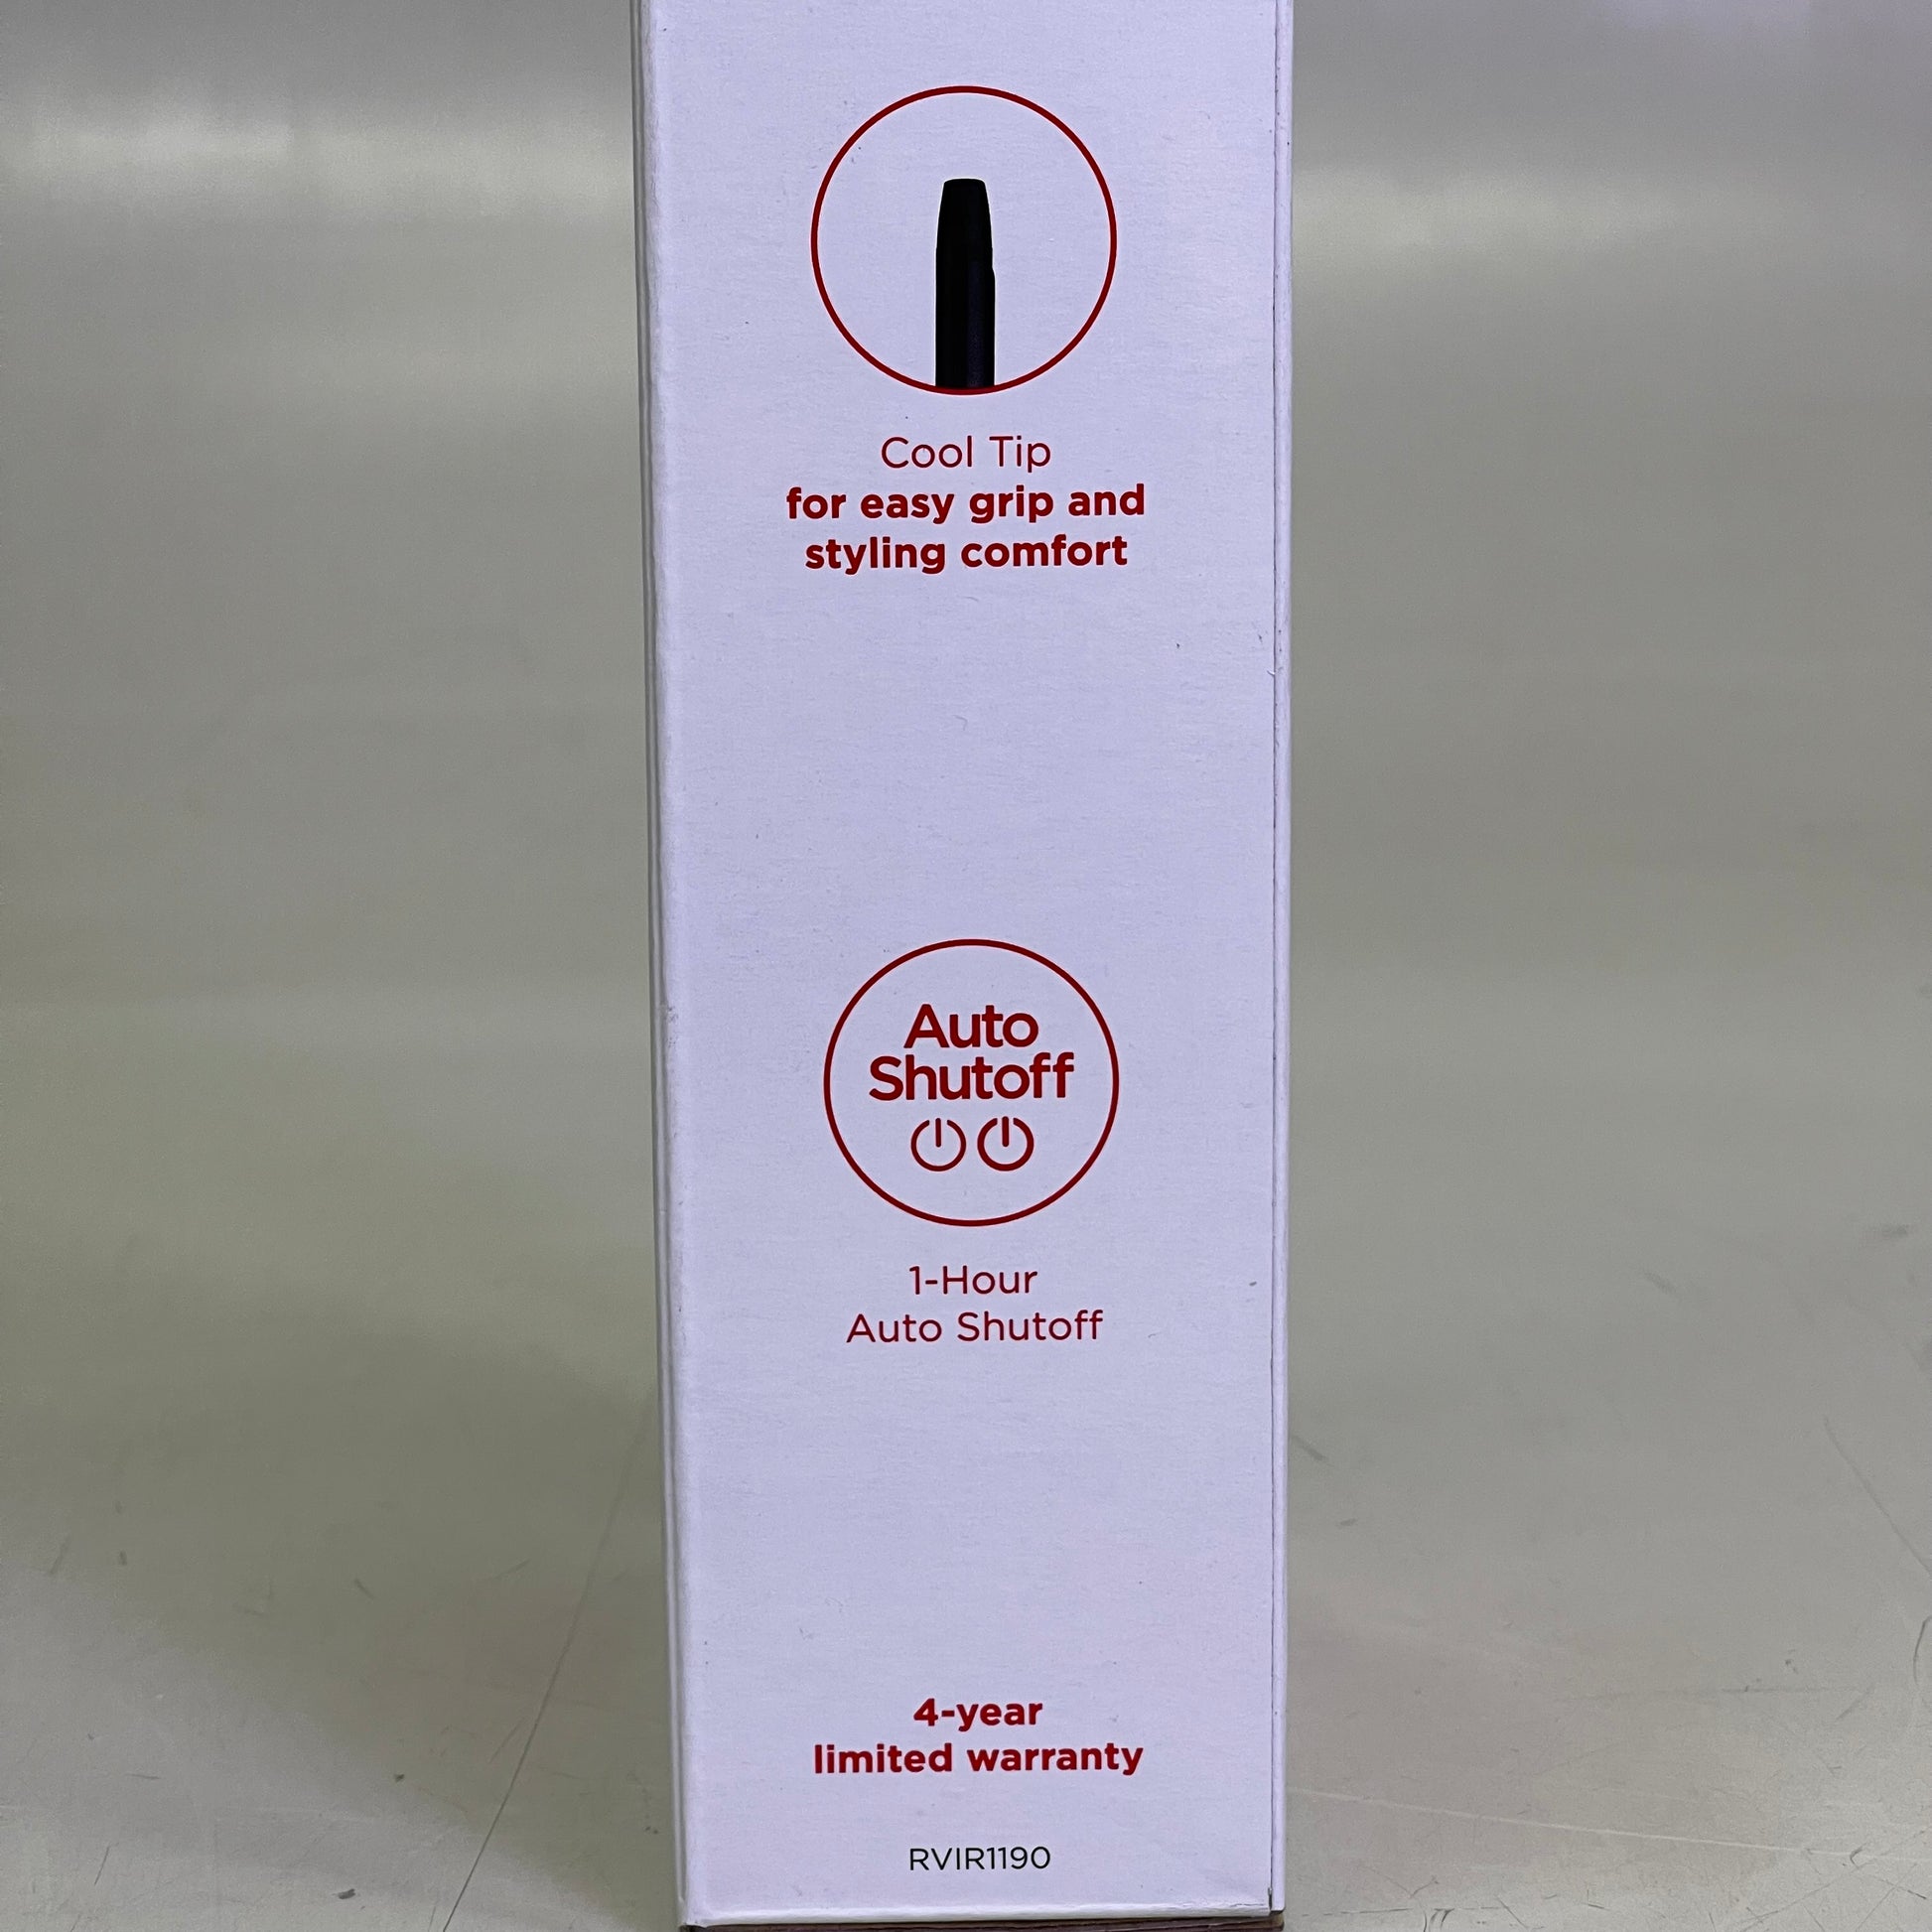 Cool Tip
for easy grip and
styling comfort
Auto
Shutoff
1-Hour
Auto Shutoff
4-year
limited warranty
RVIR1190